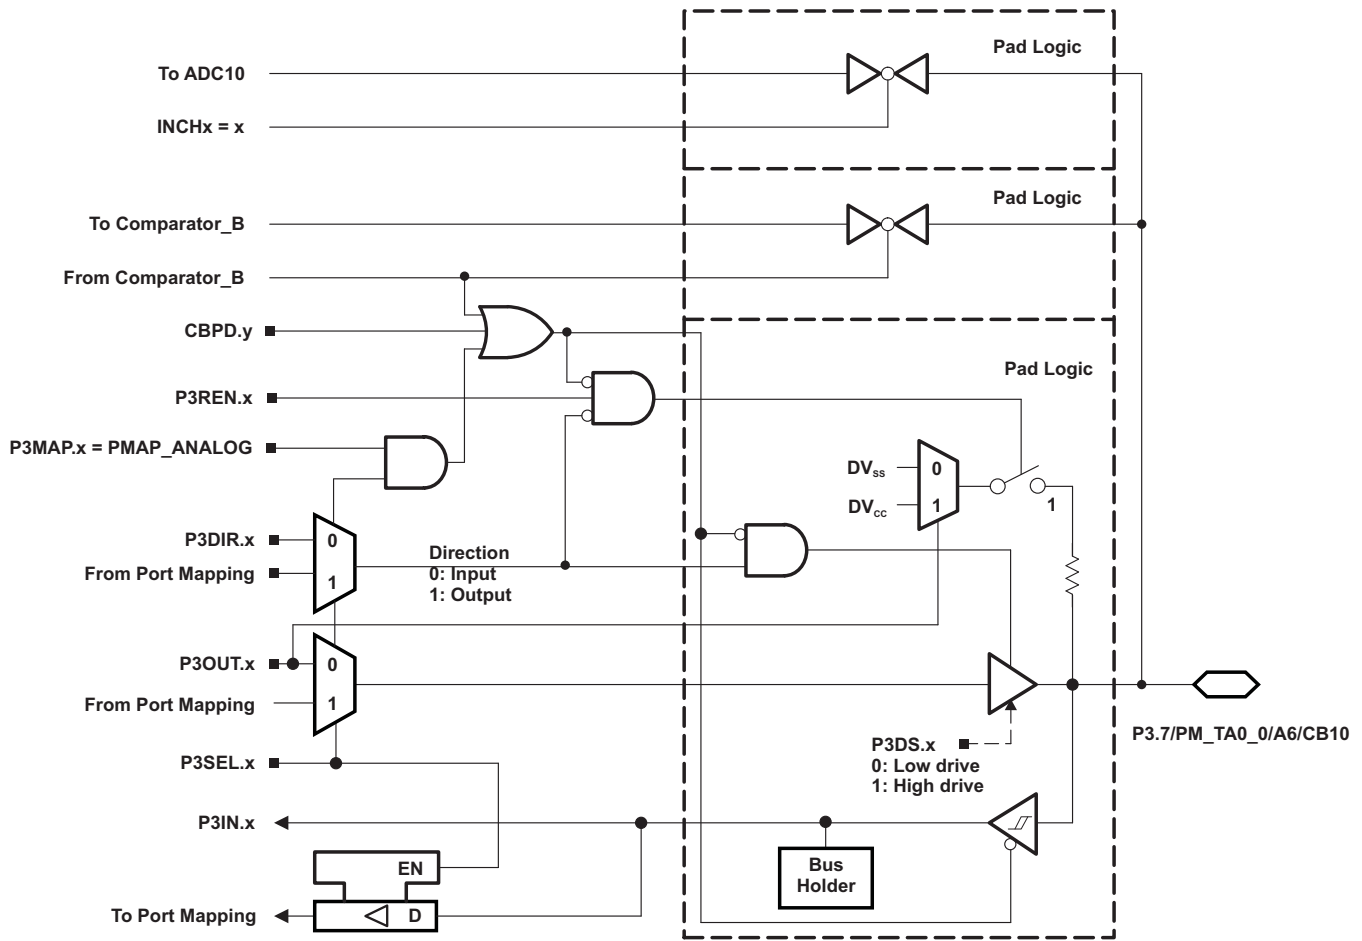 Pad Logic
To ADC10
INCHx = x
Pad Logic
To Comparator_B
From Comparator_B
CBPD.y
Pad Logic
P3REN.x
P3MAP.x = PMAP_ANALOG
DVss
0
DVcc
1
1
P3DIR.x
0
From Port Mapping
1
Direction
0: Input
1: Output
P3OUT.x
0
From Port Mapping
1
P3SEL.x
P3DS.x
0: Low drive
1: High drive
P3.7/PM_TA0_0/A6/CB10
P3IN.x
Bus
Holder
EN
To Port Mapping
D